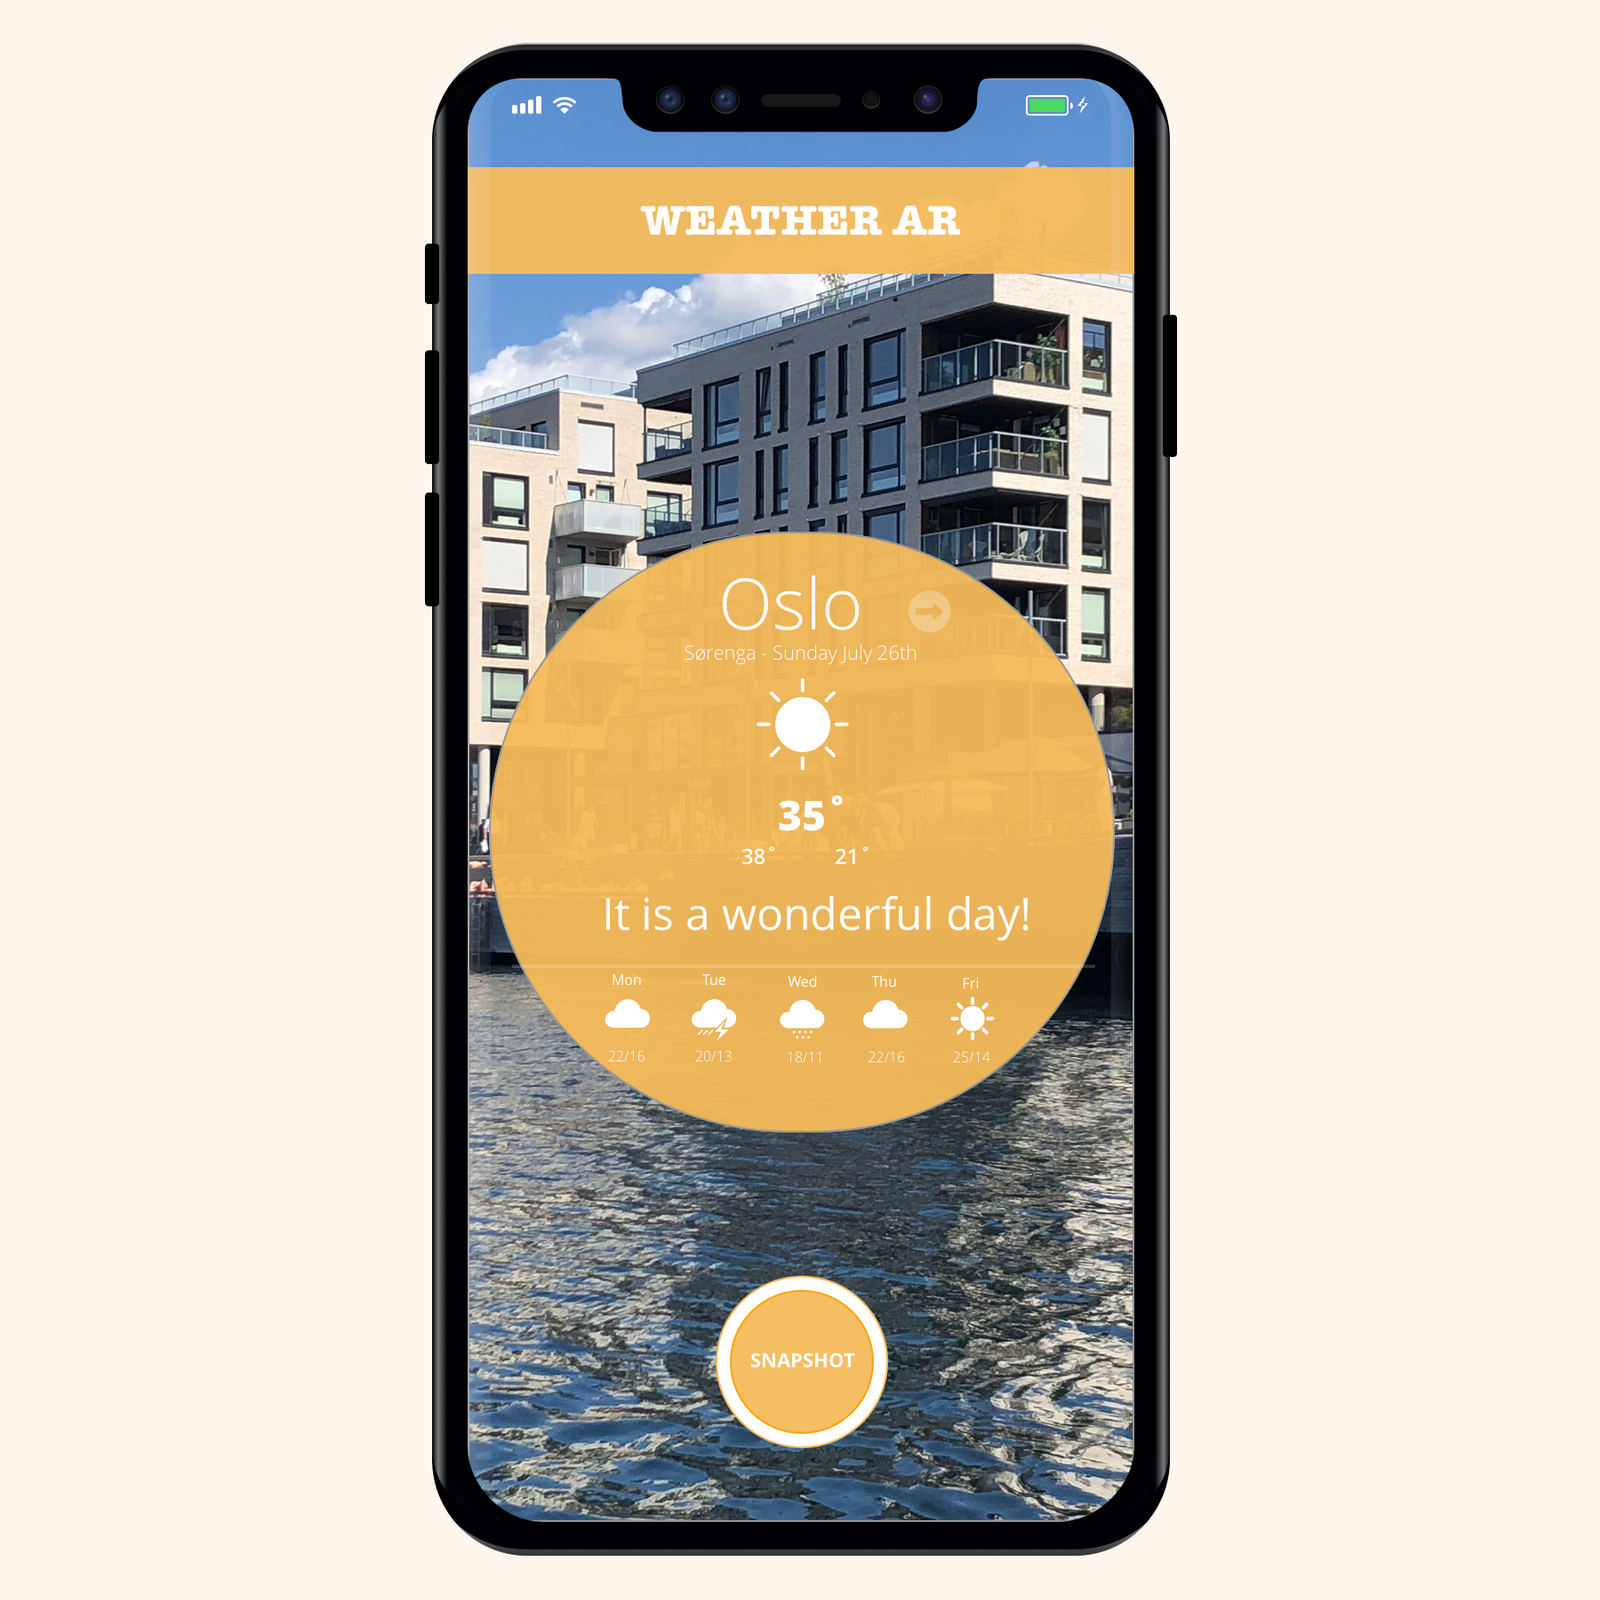 WEATHER AR
Oslo
Sørenga - Sunday July 26th
35°
38° 21°
It is a wonderful day!
Mon Tue Wed Thu Fri
22/16 20/13 18/11 22/16 25/14
SNAPSHOT